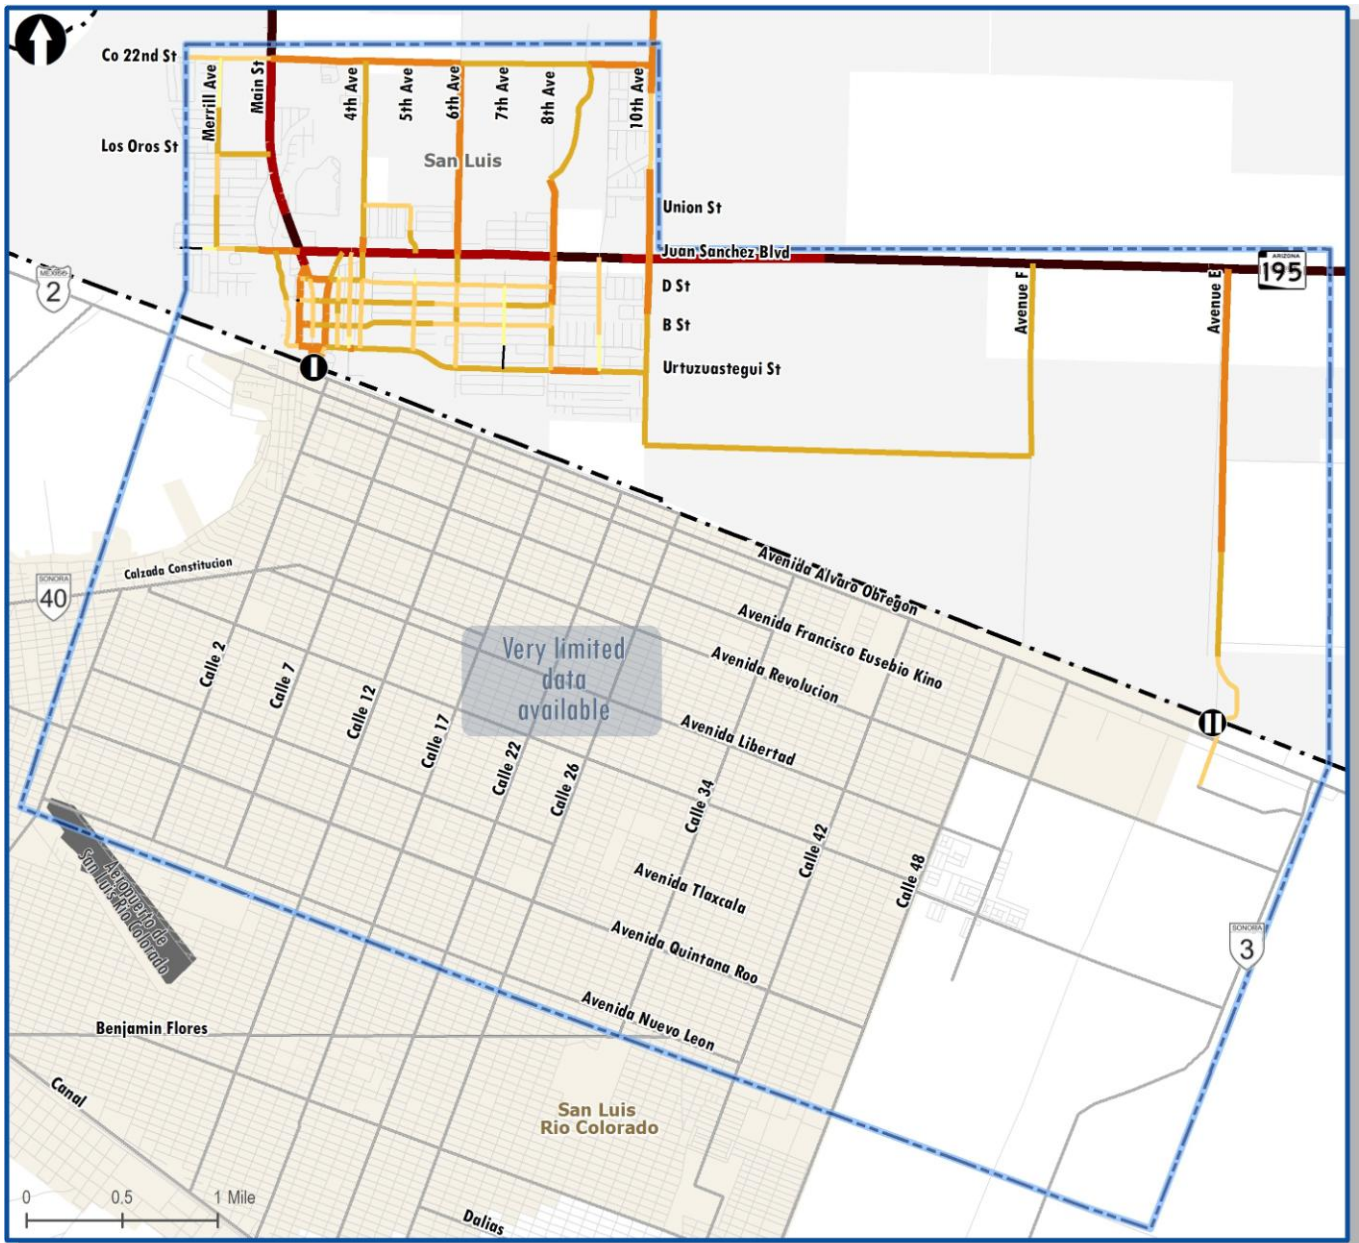 Co 22nd St
Merrill Ave
Main St
4th Ave
5th Ave
6th Ave
7th Ave
8th Ave
10th Ave
Los Oros St
San Luis
Union St
Juan Sanchez Blvd
ARIZONA
195
MEXICO
2
D St
Avenue F
Avenue E
B St
Urtuzuastegui St
I
Avenida Alvaro Obregon
Calzada Constitucion
SONORA
40
Avenida Francisco Eusebio Kino
Very limited
data
available
Avenida Revolucion
Calle 2
Calle 7
Calle 12
Calle 17
Calle 22
Calle 26
Avenida Libertad
II
Calle 34
Calle 42
Calle 48
Aeropuerto de
San Luis Rio Colorado
Avenida Tlaxcala
Avenida Quintana Roo
SONORA
3
Avenida Nuevo Leon
Benjamin Flores
Canal
San Luis
Rio Colorado
0 0.5 1 Mile
Dalias